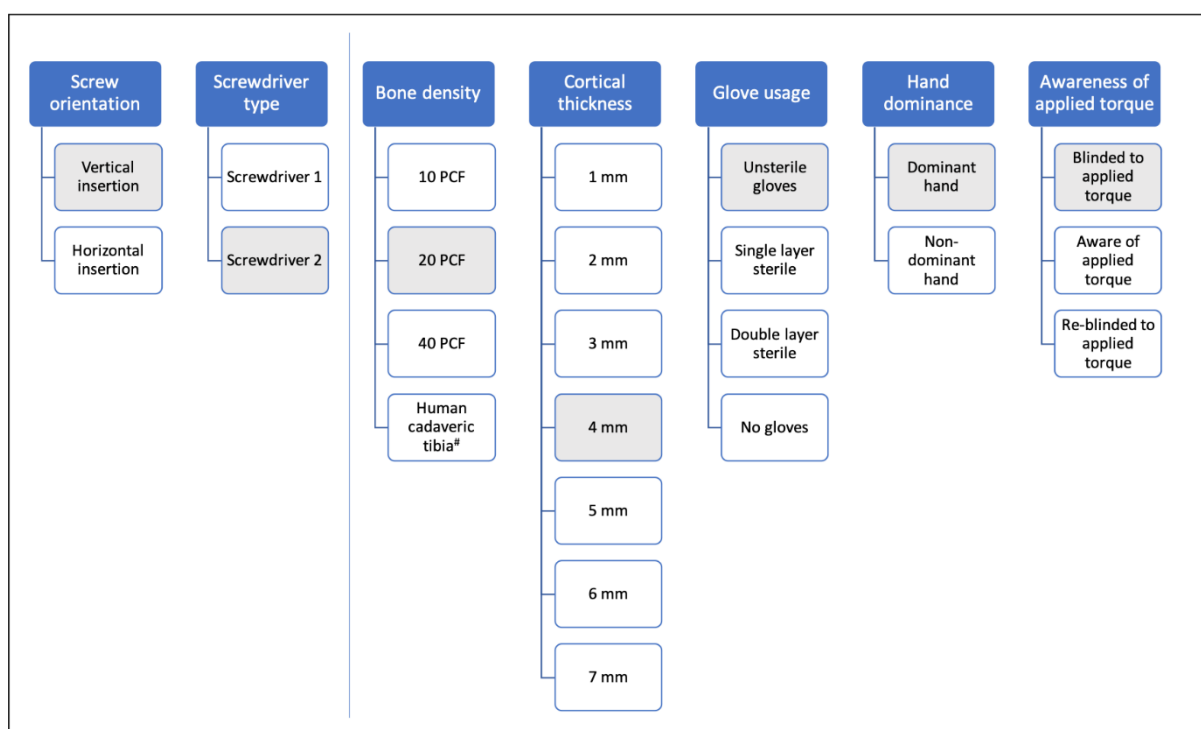 Screw
orientation
Vertical
insertion
Horizontal
insertion
Screwdriver
type
Screwdriver 1
Screwdriver 2
Bone density
10 PCF
20 PCF
40 PCF
Human
cadaveric
tibia#
Cortical
thickness
1 mm
2 mm
3 mm
4 mm
5 mm
6 mm
7 mm
Glove usage
Unsterile
gloves
Single layer
sterile
Double layer
sterile
No gloves
Hand
dominance
Dominant
hand
Non-
dominant
hand
Awareness of
applied torque
Blinded to
applied
torque
Aware of
applied
torque
Re-blinded to
applied
torque